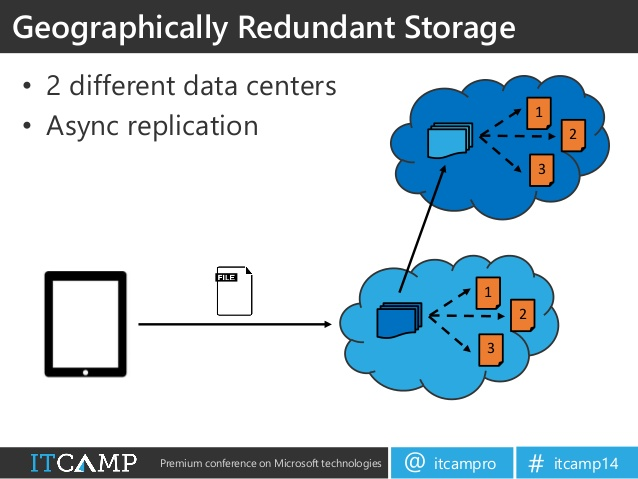 Geographically Redundant Storage
• 2 different data centers
• Async replication
1
2
3
FILE
1
2
3
ITCAMP
Premium conference on Microsoft technologies
@ itcampro
# itcamp14